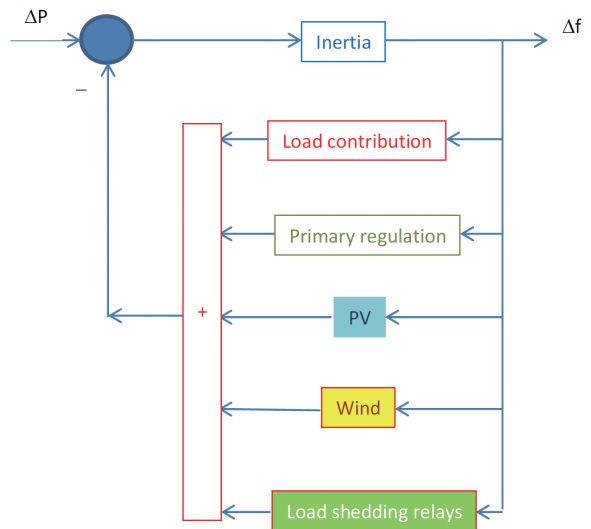 ΔP
Inertia
Δf
–
Load contribution
Primary regulation
+
PV
Wind
Load shedding relays